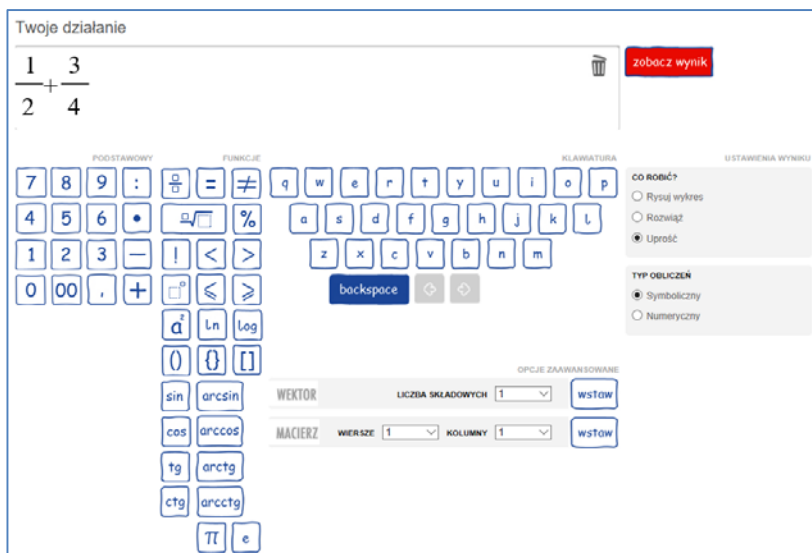 Twoje działanie
1/2 + 3/4
zobacz wynik
PODSTAWOWY
7 8 9 :
4 5 6 •
1 2 3 —
0 00 , +
FUNKCJE
□/□ = ≠
□√□ %
! < >
□° ⩽ ⩾
a² ln log
() {} []
sin arcsin
cos arccos
tg arctg
ctg arcctg
π e
KLAWIATURA
q w e r t y u i o p
a s d f g h j k l
z x c v b n m
backspace
OPCJE ZAAWANSOWANE
WEKTOR LICZBA SKŁADOWYCH 1 wstaw
MACIERZ WIERSZE 1 KOLUMNY 1 wstaw
USTAWIENIA WYNIKU
CO ROBIĆ?
Rysuj wykres
Rozwiąż
Uprość
TYP OBLICZEŃ
Symboliczny
Numeryczny